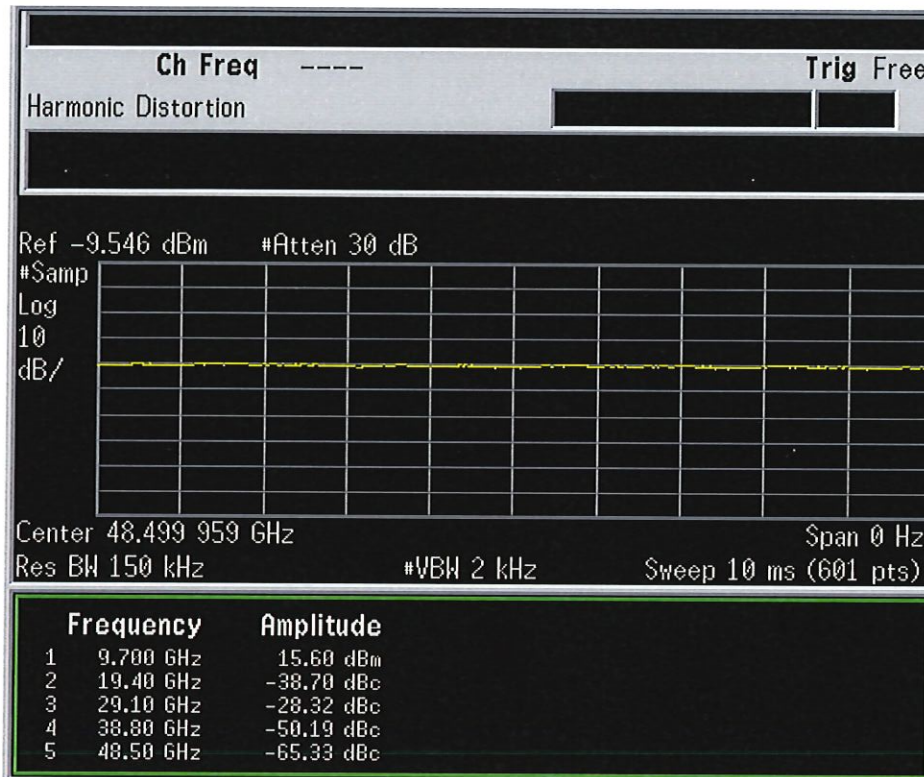 Ch Freq ---- Trig Free
Harmonic Distortion
Ref -9.546 dBm #Atten 30 dB
#Samp
Log
10
dB/
Center 48.499 959 GHz Span 0 Hz
Res BW 150 kHz #VBW 2 kHz Sweep 10 ms (601 pts)
Frequency Amplitude
1 9.700 GHz 15.60 dBm
2 19.40 GHz -38.70 dBc
3 29.10 GHz -28.32 dBc
4 38.80 GHz -50.19 dBc
5 48.50 GHz -65.33 dBc